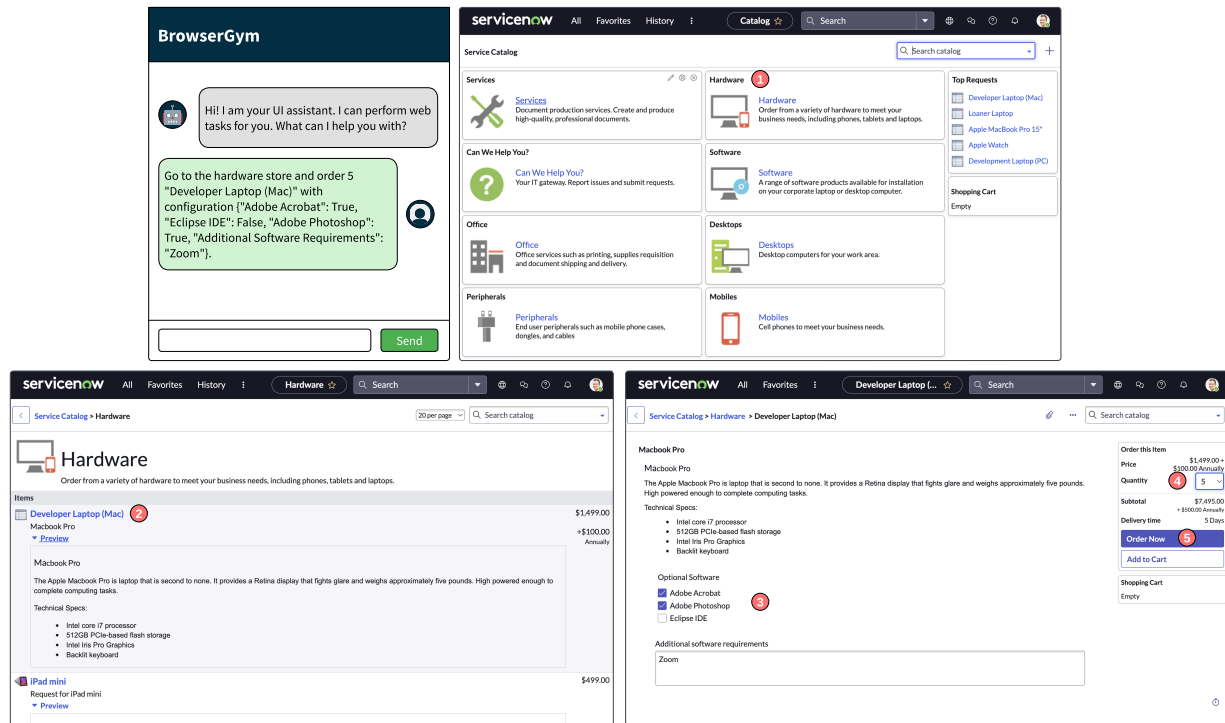 BrowserGym
Hi! I am your UI assistant. I can perform web
tasks for you. What can I help you with?
Go to the hardware store and order 5
"Developer Laptop (Mac)" with
configuration {"Adobe Acrobat": True,
"Eclipse IDE": False, "Adobe Photoshop":
True, "Additional Software Requirements":
"Zoom"}.
Send
servicenow All Favorites History Catalog Search
Service Catalog Search catalog
Services
Services
Document production services. Create and produce
high-quality, professional documents.
Hardware 1
Hardware
Order from a variety of hardware to meet your
business needs, including phones, tablets and laptops.
Can We Help You?
Can We Help You?
Your IT gateway. Report issues and submit requests.
Software
Software
A range of software products available for installation
on your corporate laptop or desktop computer.
Office
Office
Office services such as printing, supplies requisition
and document shipping and delivery.
Desktops
Desktops
Desktop computers for your work area.
Peripherals
Peripherals
End user peripherals such as mobile phone cases,
dongles, and cables
Mobiles
Mobiles
Cell phones to meet your business needs.
Top Requests
Developer Laptop (Mac)
Loaner Laptop
Apple MacBook Pro 15"
Apple Watch
Development Laptop (PC)
Shopping Cart
Empty
servicenow All Favorites History Hardware Search
Service Catalog > Hardware 20 per page Search catalog
Hardware
Order from a variety of hardware to meet your business needs, including phones, tablets and laptops.
Items
Developer Laptop (Mac) 2 $1,499.00
Macbook Pro +$100.00
Preview Annually
Macbook Pro
The Apple Macbook Pro is laptop that is second to none. It provides a Retina display that fights glare and weighs approximately five pounds. High powered enough to
complete computing tasks.
Technical Specs:
• Intel core i7 processor
• 512GB PCIe-based flash storage
• Intel Iris Pro Graphics
• Backlit keyboard
iPad mini $499.00
Request for iPad mini
Preview
servicenow All Favorites Developer Laptop (... Search
Service Catalog > Hardware > Developer Laptop (Mac) Search catalog
Macbook Pro
Macbook Pro
The Apple Macbook Pro is laptop that is second to none. It provides a Retina display that fights glare and weighs approximately five pounds.
High powered enough to complete computing tasks.
Technical Specs:
• Intel core i7 processor
• 512GB PCIe-based flash storage
• Intel Iris Pro Graphics
• Backlit keyboard
Optional Software
Adobe Acrobat
Adobe Photoshop 3
Eclipse IDE
Additional software requirements
Zoom
Order this Item
Price $1,499.00 +
$100.00 Annually
Quantity 4 5
Subtotal $7,495.00
+ $500.00 Annually
Delivery time 5 Days
Order Now 5
Add to Cart
Shopping Cart
Empty